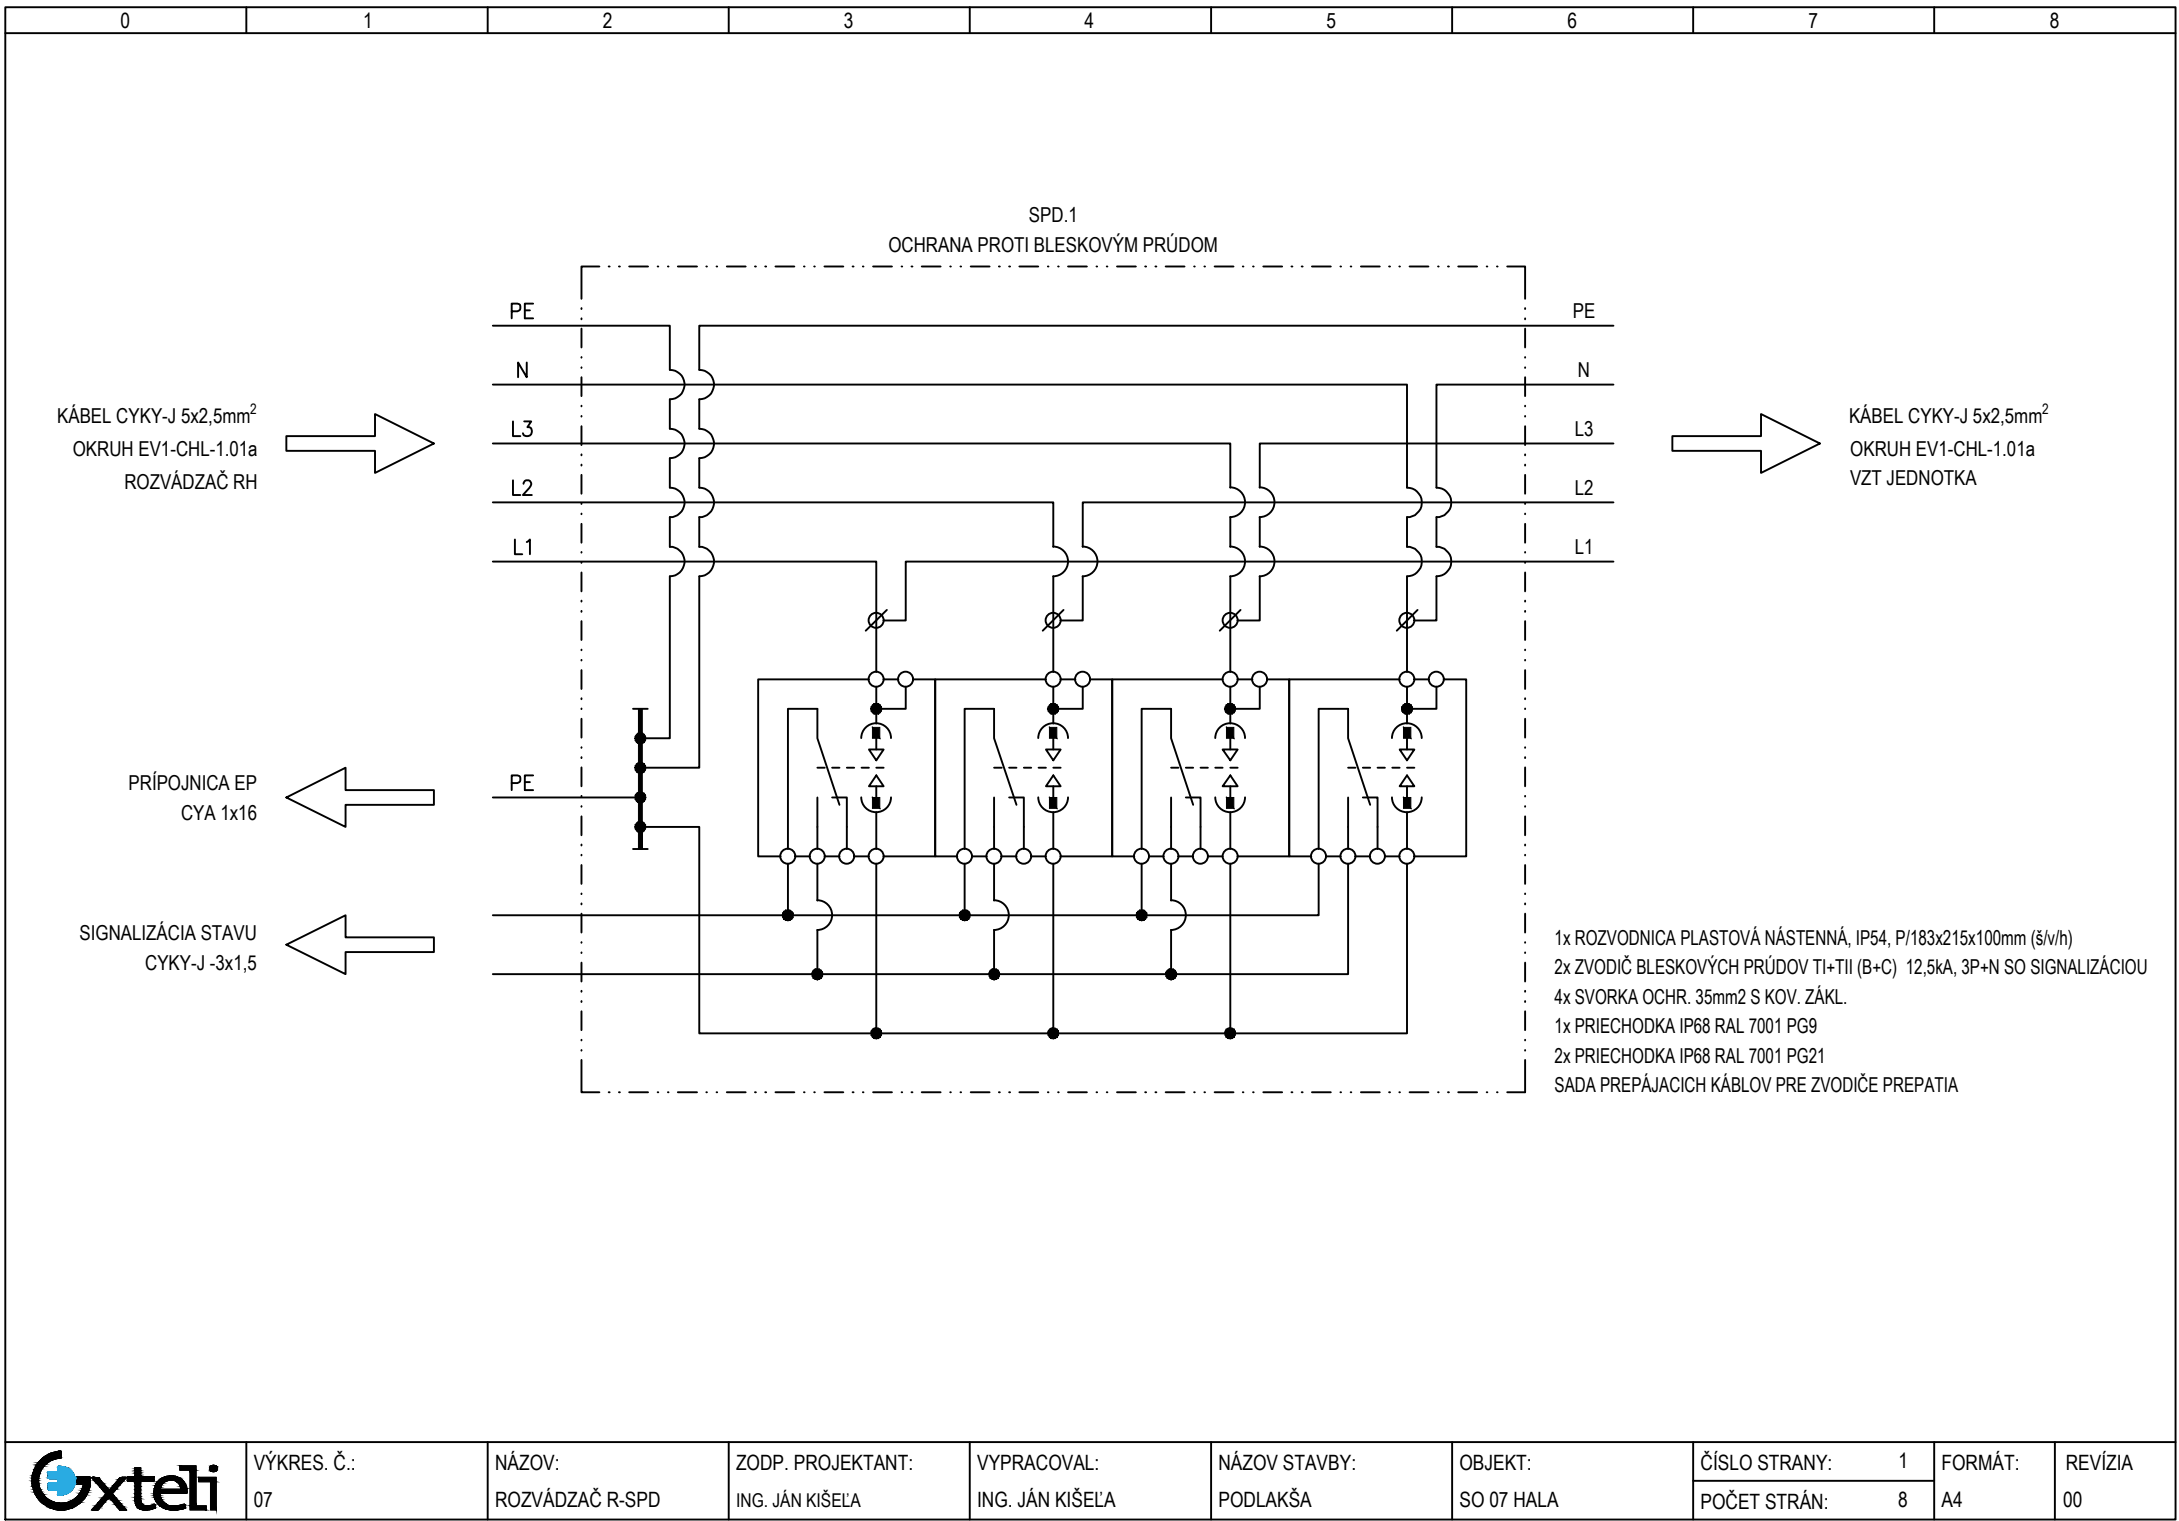 0 1 2 3 4 5 6 7 8
SPD.1
OCHRANA PROTI BLESKOVÝM PRÚDOM
PE
N
L3
L2
L1
PE
N
L3
L2
L1
KÁBEL CYKY-J 5x2,5mm²
OKRUH EV1-CHL-1.01a
ROZVÁDZAČ RH
KÁBEL CYKY-J 5x2,5mm²
OKRUH EV1-CHL-1.01a
VZT JEDNOTKA
PRÍPOJNICA EP
CYA 1x16
PE
SIGNALIZÁCIA STAVU
CYKY-J -3x1,5
1x ROZVODNICA PLASTOVÁ NÁSTENNÁ, IP54, P/183x215x100mm (š/v/h)
2x ZVODIČ BLESKOVÝCH PRÚDOV TI+TII (B+C) 12,5kA, 3P+N SO SIGNALIZÁCIOU
4x SVORKA OCHR. 35mm2 S KOV. ZÁKL.
1x PRIECHODKA IP68 RAL 7001 PG9
2x PRIECHODKA IP68 RAL 7001 PG21
SADA PREPÁJACICH KÁBLOV PRE ZVODIČE PREPATIA
exteli
VÝKRES. Č.:
07
NÁZOV:
ROZVÁDZAČ R-SPD
ZODP. PROJEKTANT:
ING. JÁN KIŠEĽA
VYPRACOVAL:
ING. JÁN KIŠEĽA
NÁZOV STAVBY:
PODLAKŠA
OBJEKT:
SO 07 HALA
ČÍSLO STRANY: 1
POČET STRÁN: 8
FORMÁT:
A4
REVÍZIA
00